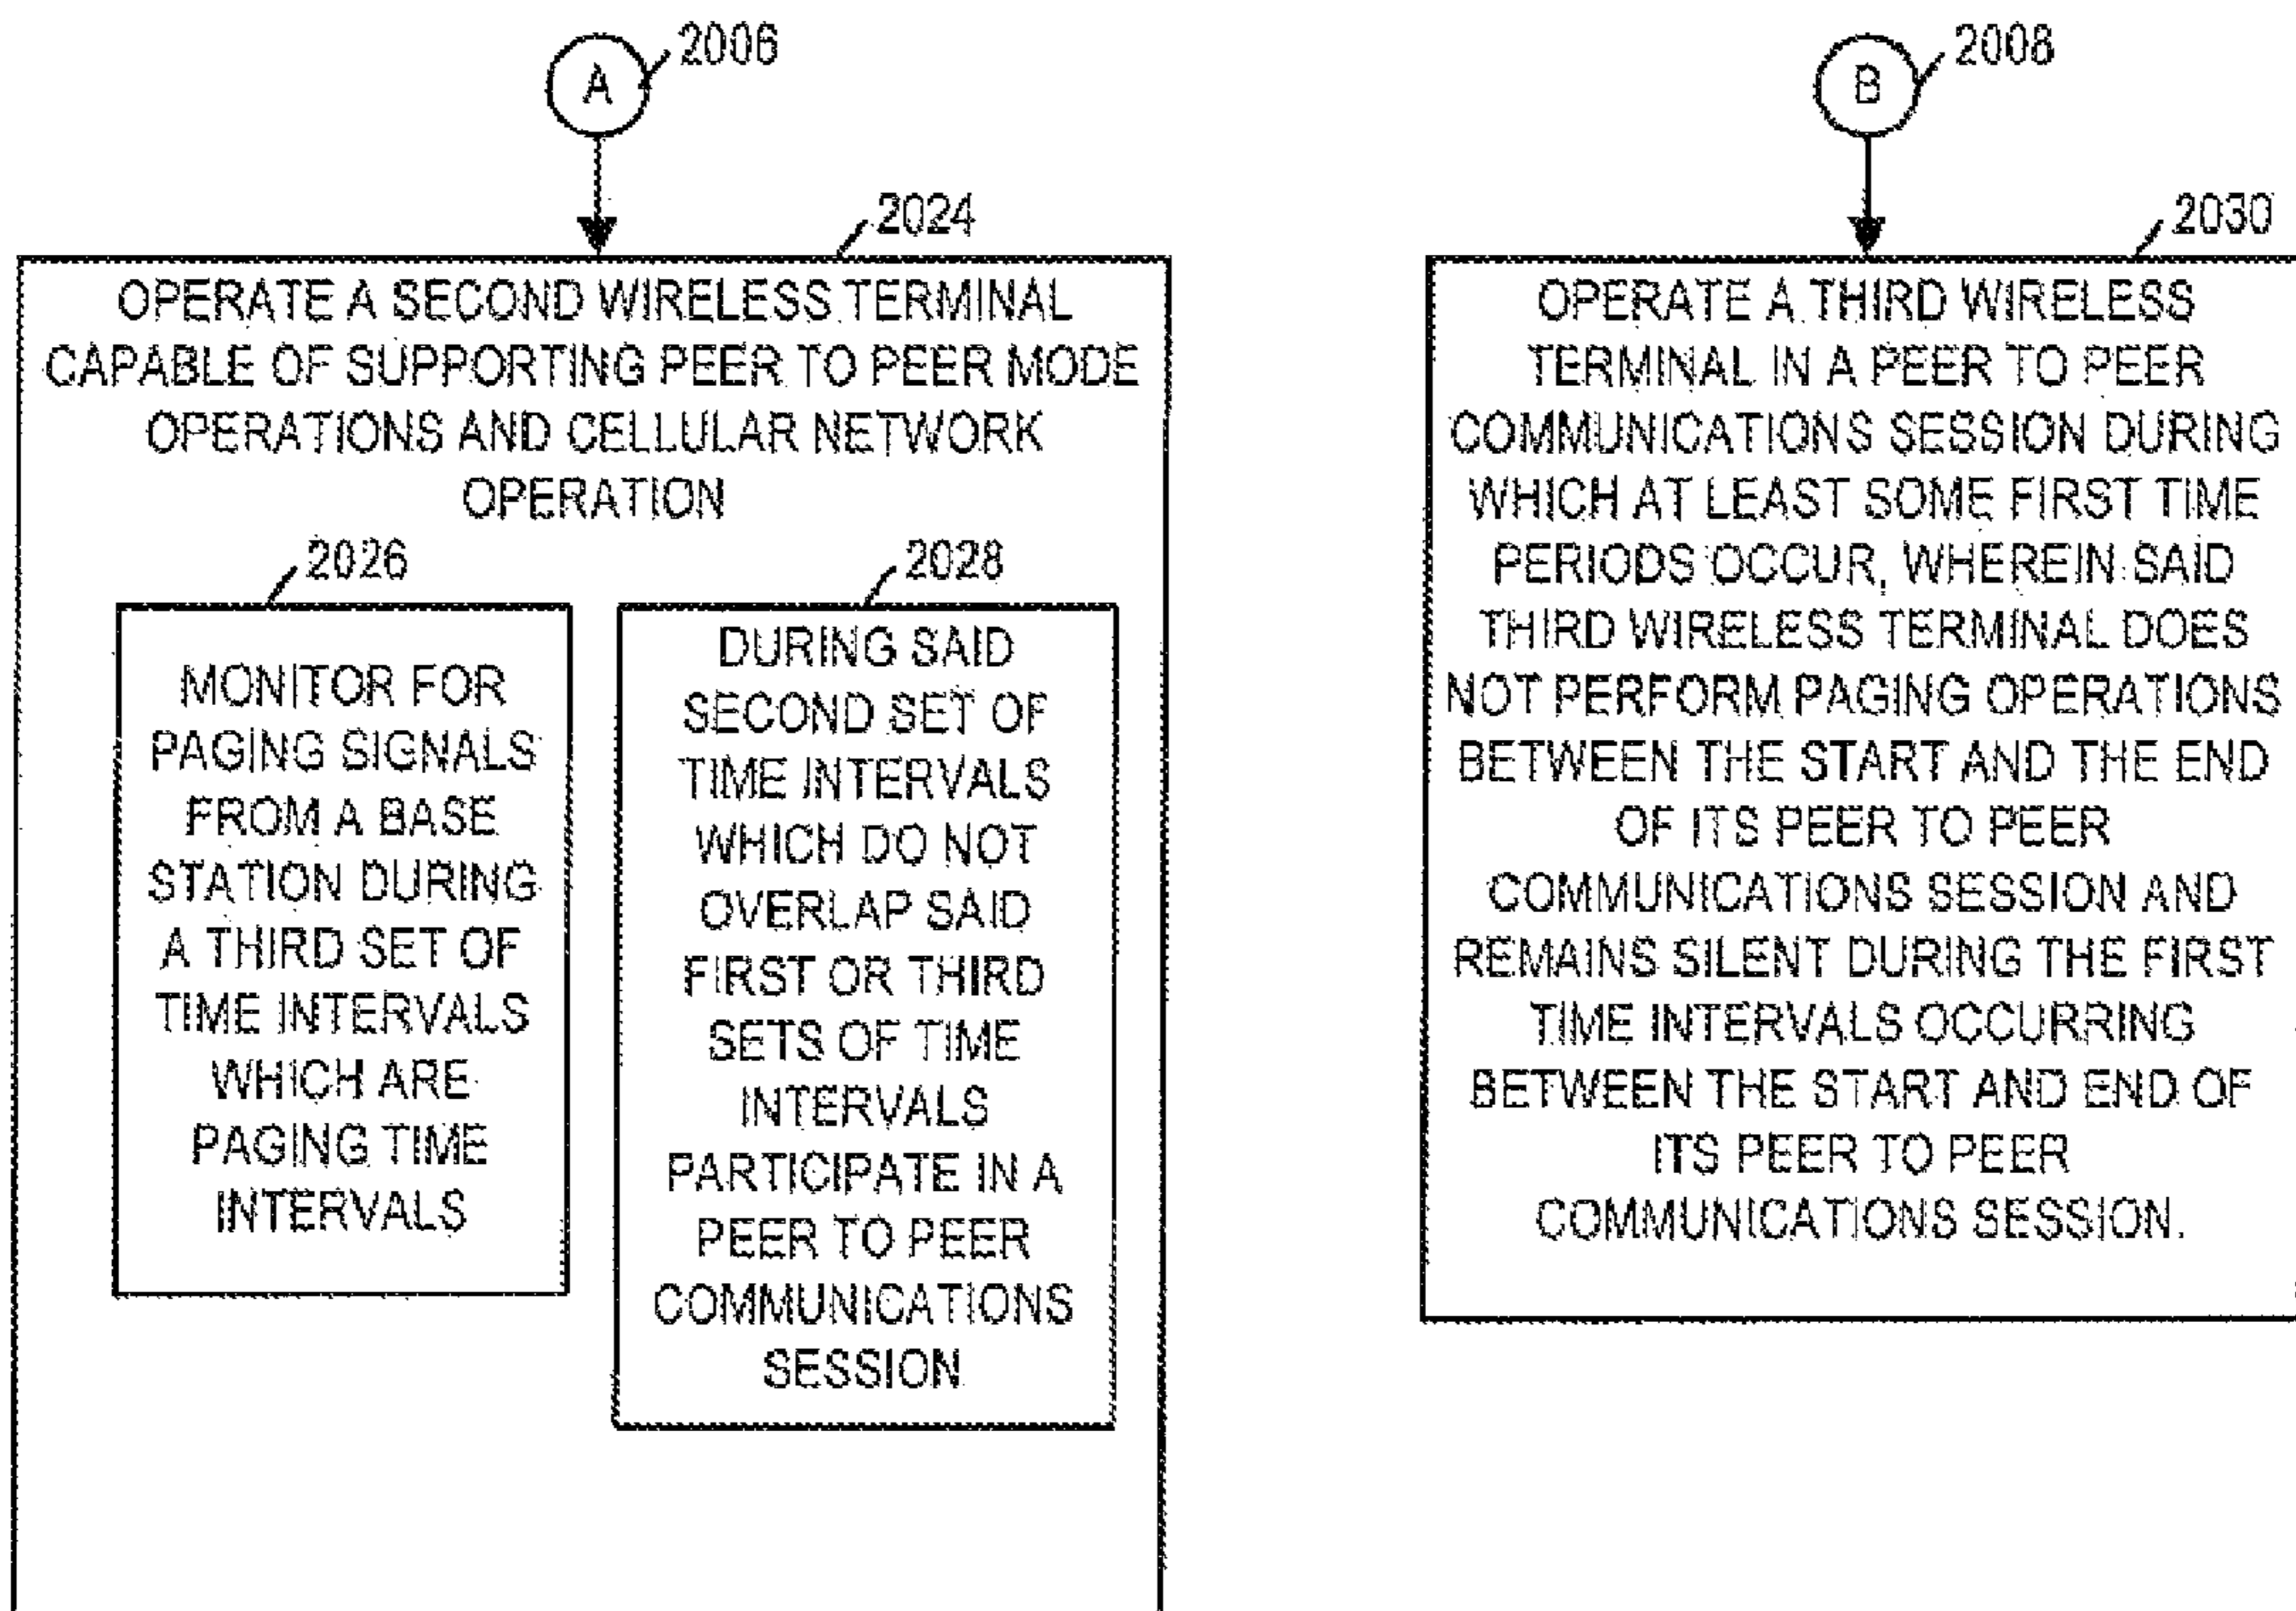 2006
A
2024
OPERATE A SECOND WIRELESS TERMINAL
CAPABLE OF SUPPORTING PEER TO PEER MODE
OPERATIONS AND CELLULAR NETWORK
OPERATION
2026
MONITOR FOR
PAGING SIGNALS
FROM A BASE
STATION DURING
A THIRD SET OF
TIME INTERVALS
WHICH ARE
PAGING TIME
INTERVALS
2028
DURING SAID
SECOND SET OF
TIME INTERVALS
WHICH DO NOT
OVERLAP SAID
FIRST OR THIRD
SETS OF TIME
INTERVALS
PARTICIPATE IN A
PEER TO PEER
COMMUNICATIONS
SESSION
2008
B
2030
OPERATE A THIRD WIRELESS
TERMINAL IN A PEER TO PEER
COMMUNICATIONS SESSION DURING
WHICH AT LEAST SOME FIRST TIME
PERIODS OCCUR, WHEREIN SAID
THIRD WIRELESS TERMINAL DOES
NOT PERFORM PAGING OPERATIONS
BETWEEN THE START AND THE END
OF ITS PEER TO PEER
COMMUNICATIONS SESSION AND
REMAINS SILENT DURING THE FIRST
TIME INTERVALS OCCURRING
BETWEEN THE START AND END OF
ITS PEER TO PEER
COMMUNICATIONS SESSION.